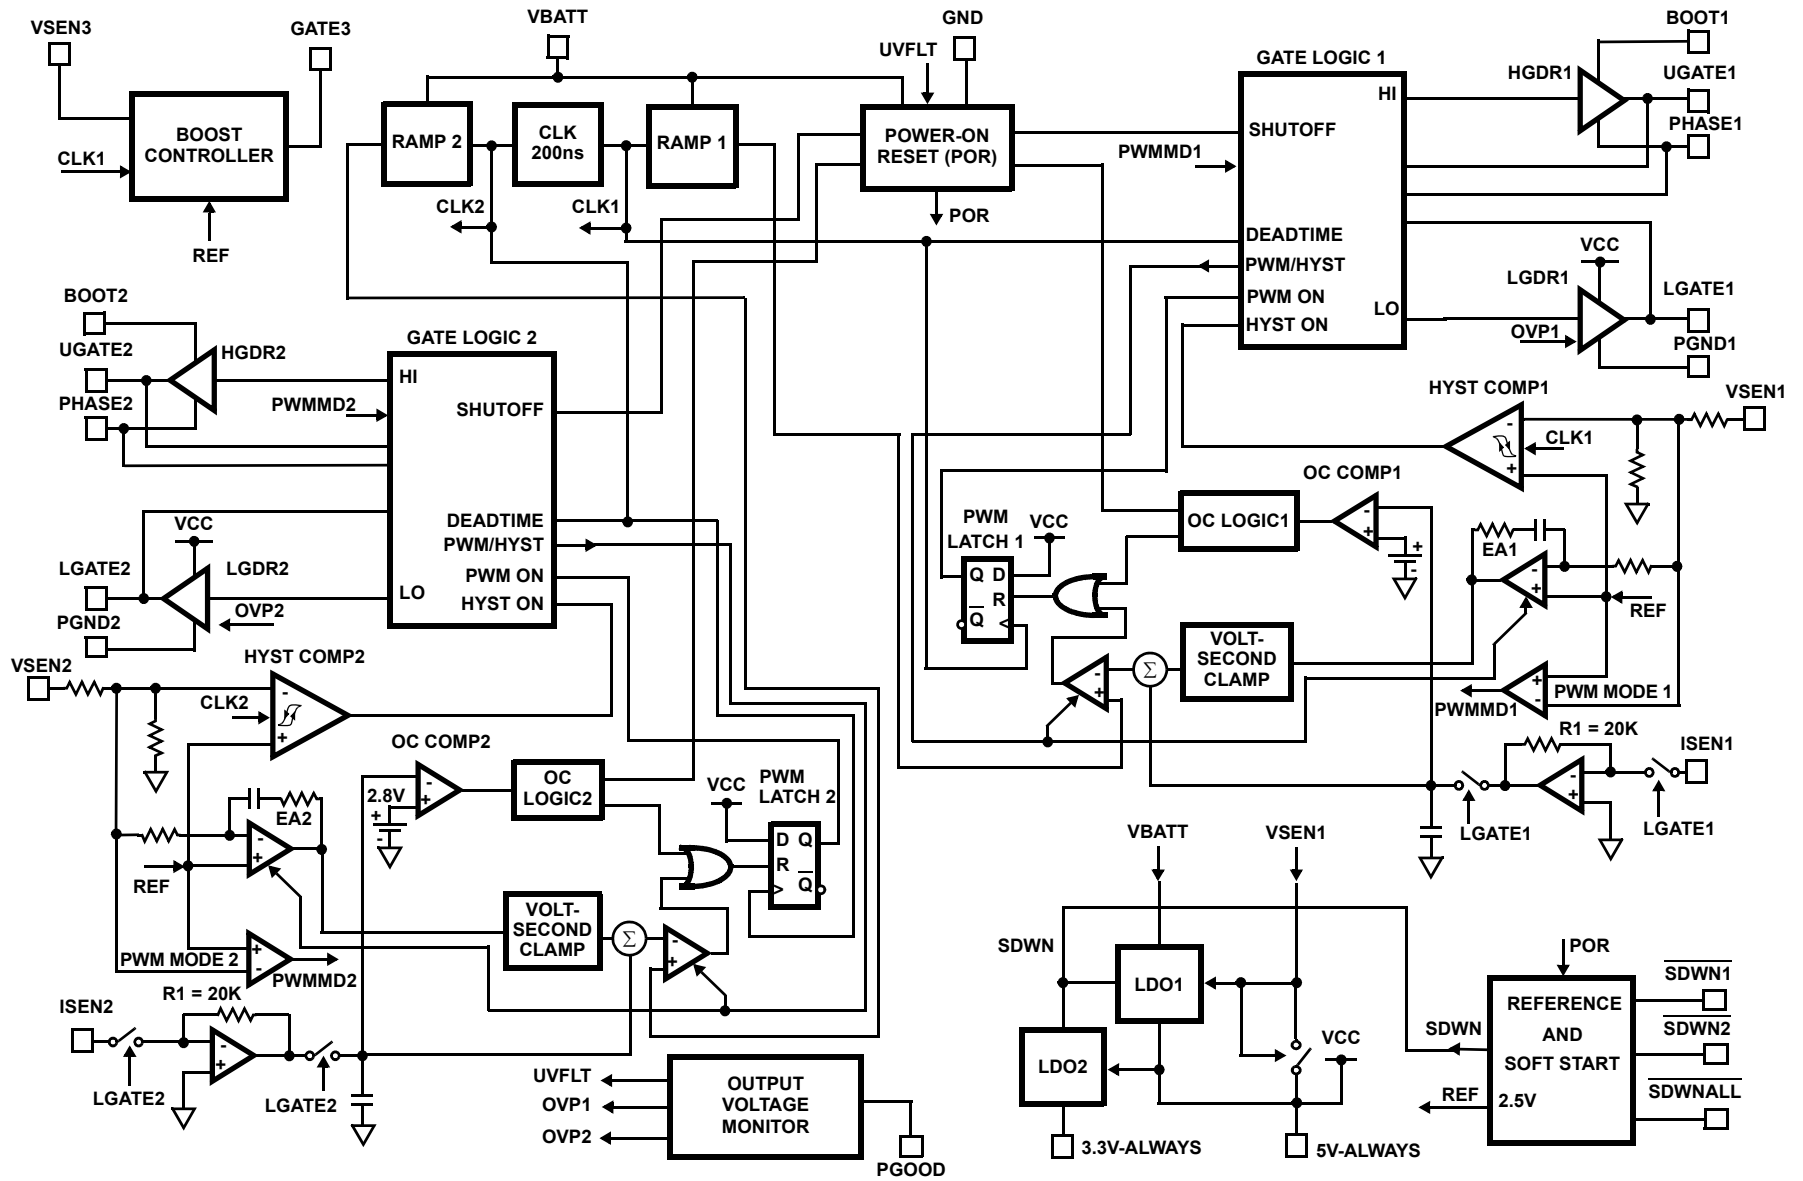 VSEN3
GATE3
VBATT
GND
UVFLT
BOOT1
GATE LOGIC 1
HGDR1
UGATE1
PHASE1
HI
BOOST
CONTROLLER
CLK1
REF
RAMP 2
CLK
200ns
RAMP 1
POWER-ON
RESET (POR)
SHUTOFF
PWMMD1
CLK2
CLK1
POR
DEADTIME
PWM/HYST
PWM ON
HYST ON
LO
VCC
LGDR1
LGATE1
OVP1
PGND1
BOOT2
UGATE2
HGDR2
PHASE2
GATE LOGIC 2
HI
PWMMD2
SHUTOFF
HYST COMP1
VSEN1
-
CLK1
+
VCC
LGATE2
LGDR2
OVP2
PGND2
DEADTIME
PWM/HYST
PWM ON
HYST ON
LO
OC COMP1
OC LOGIC1
-
+
+
-
PWM
LATCH 1
VCC
Q D
R
Q
<
EA1
-
+
REF
VOLT-
SECOND
CLAMP
Σ
-
+
+
-
PWM MODE 1
PWMMD1
R1 = 20K
ISEN1
-
+
LGATE1
LGATE1
VSEN2
HYST COMP2
CLK2
-
+
OC COMP2
2.8V
-
+
+
-
OC
LOGIC2
VCC
PWM
LATCH 2
D Q
R
Q
>
EA2
-
+
REF
VOLT-
SECOND
CLAMP
Σ
-
+
+
-
PWM MODE 2
PWMMD2
R1 = 20K
ISEN2
-
+
LGATE2
LGATE2
UVFLT
OVP1
OVP2
OUTPUT
VOLTAGE
MONITOR
PGOOD
VBATT
VSEN1
SDWN
LDO1
LDO2
VCC
3.3V-ALWAYS
5V-ALWAYS
POR
REFERENCE
AND
SOFT START
2.5V
SDWN
REF
SDWN1
SDWN2
SDWNALL